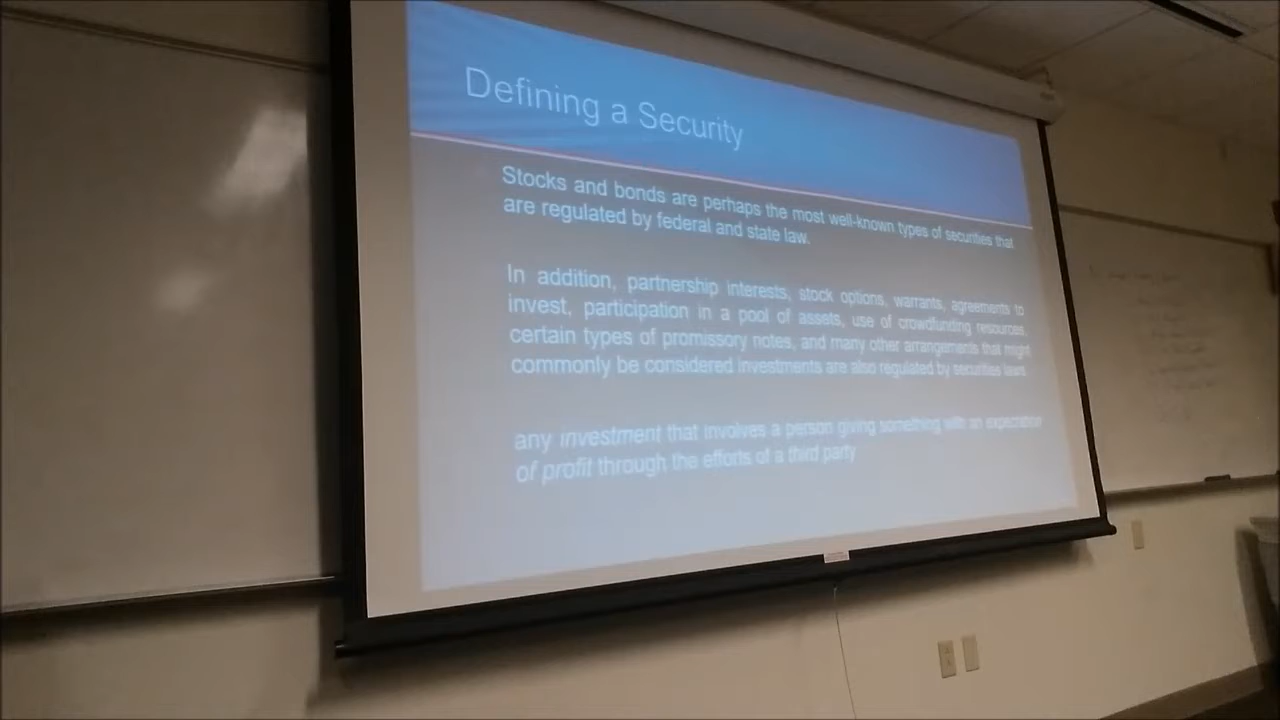 Defining a Security
Stocks and bonds are perhaps the most well-known types of securities that
are regulated by federal and state law.
In addition, partnership interests, stock options, warrants, agreements to
invest, participation in a pool of assets, use of crowdfunding resources,
certain types of promissory notes, and many other arrangements that might
commonly be considered investments are also regulated by securities laws.
any investment that involves a person giving something with an expectation
of profit through the efforts of a third party